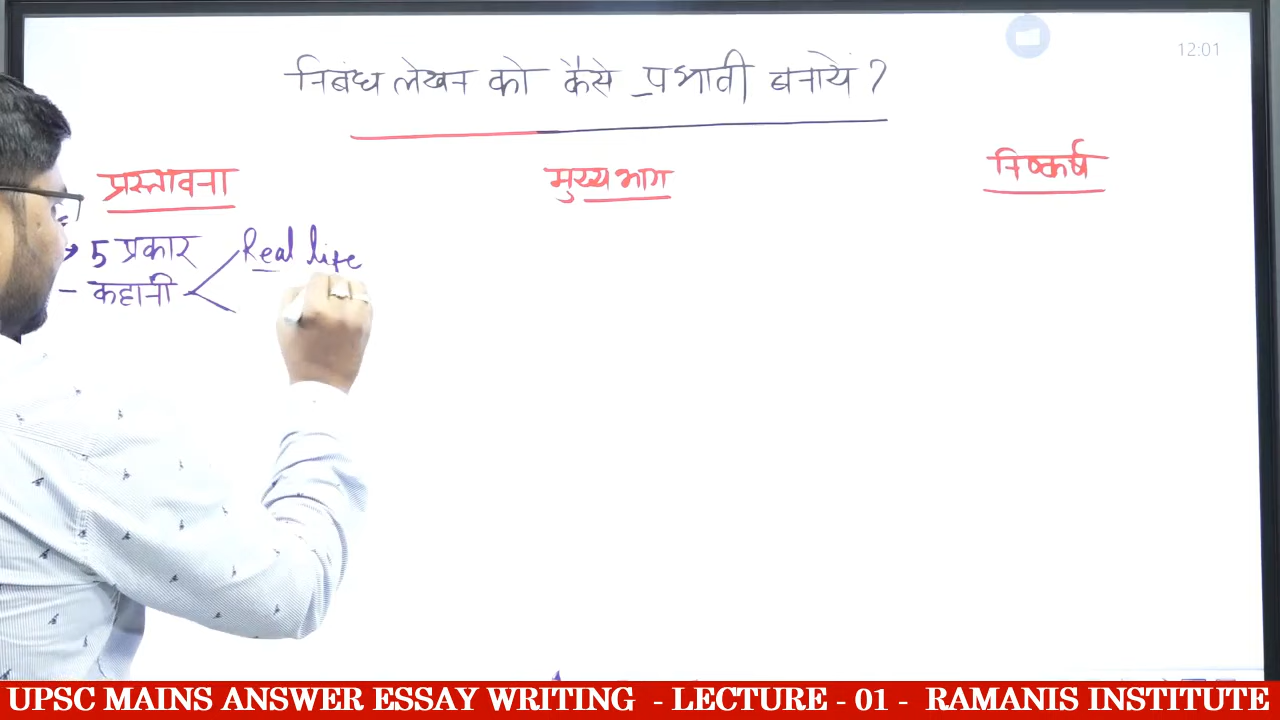 12:01
निबंध लेखन को कैसे प्रभावी बनायें ?
प्रस्तावना
मुख्य भाग
निष्कर्ष
→ 5 प्रकार
- कहानी
Real life
UPSC MAINS ANSWER ESSAY WRITING - LECTURE - 01 - RAMANIS INSTITUTE